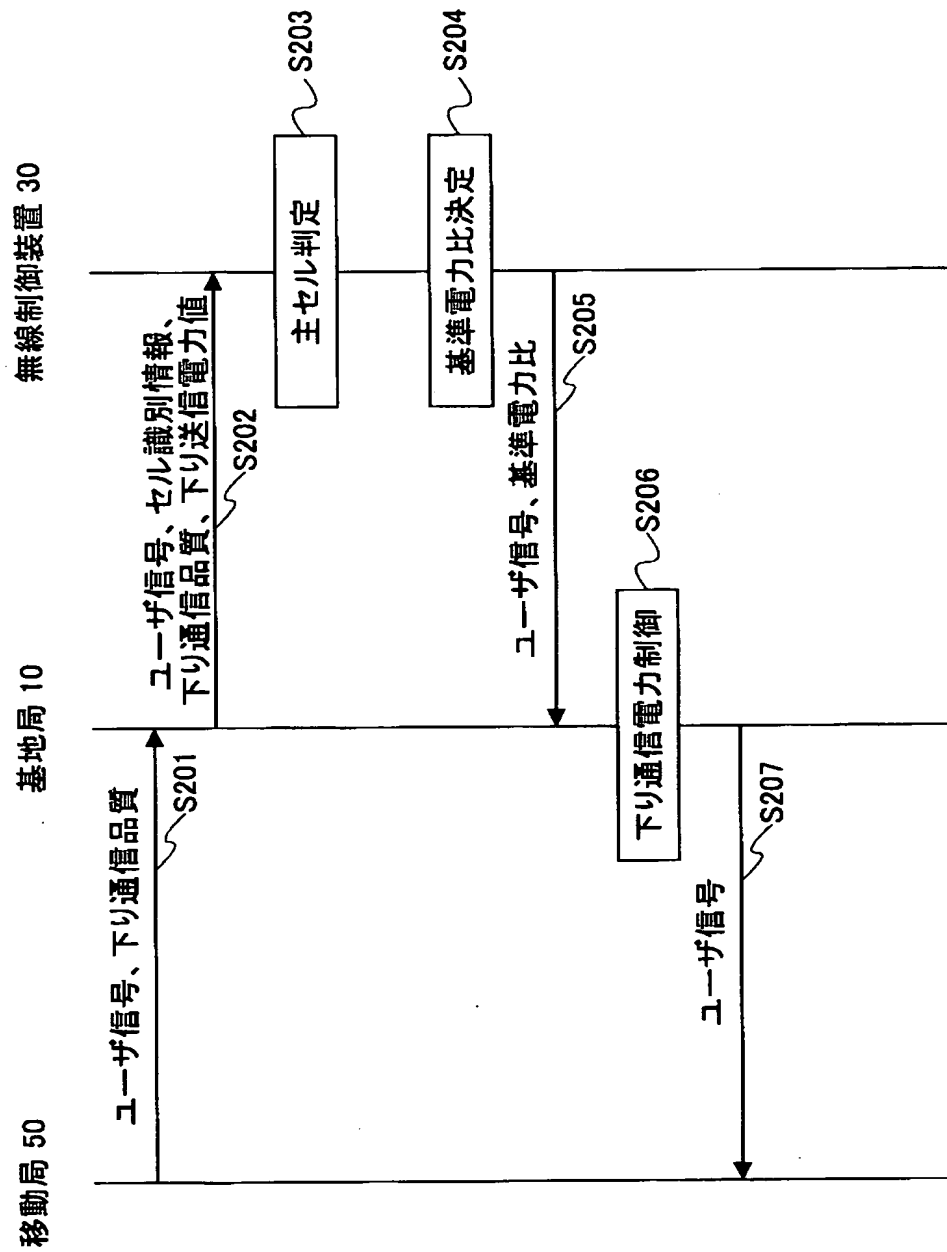 移動局 50
基地局 10
無線制御装置 30
ユーザ信号、下り通信品質
S201
ユーザ信号、セル識別情報、
下り通信品質、下り送信電力値
S202
主セル判定
S203
基準電力比決定
S204
ユーザ信号、基準電力比
S205
下り通信電力制御
S206
ユーザ信号
S207